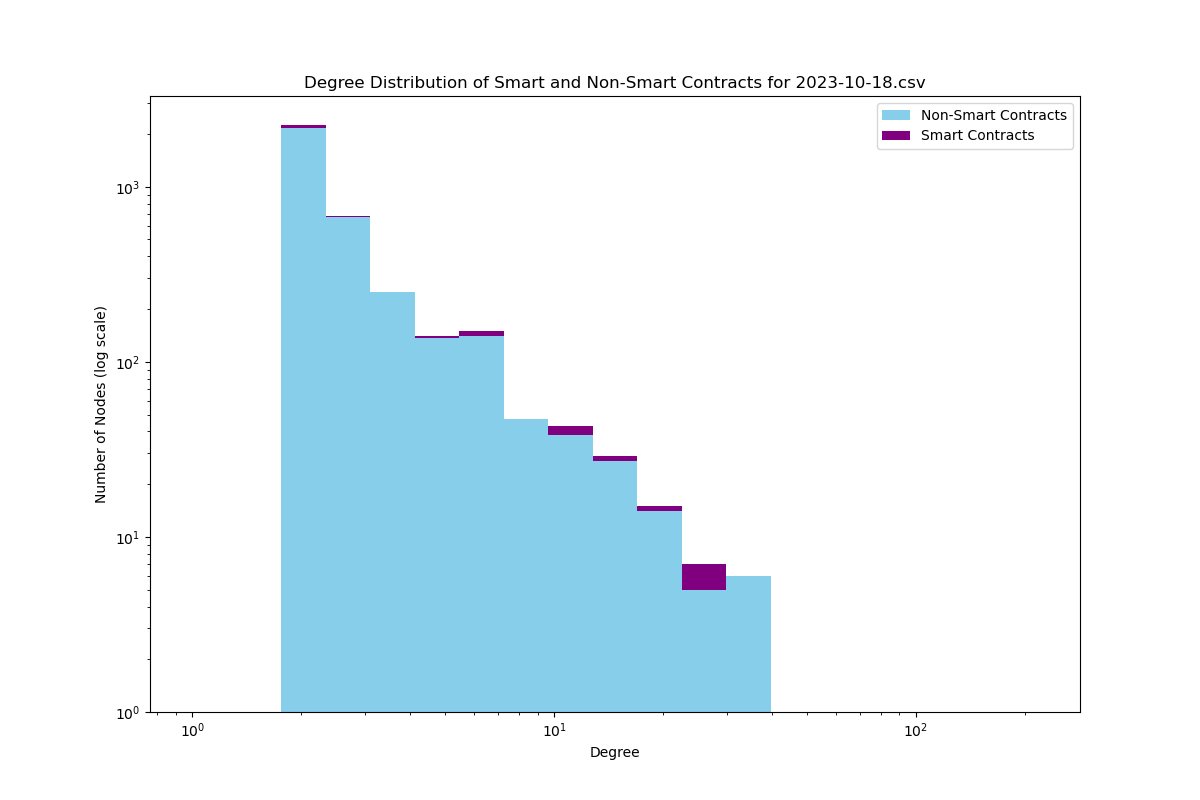 Degree Distribution of Smart and Non-Smart Contracts for 2023-10-18.csv
Non-Smart Contracts
Smart Contracts
Number of Nodes (log scale)
10³
10²
10¹
10⁰
10⁰ 10¹ 10²
Degree